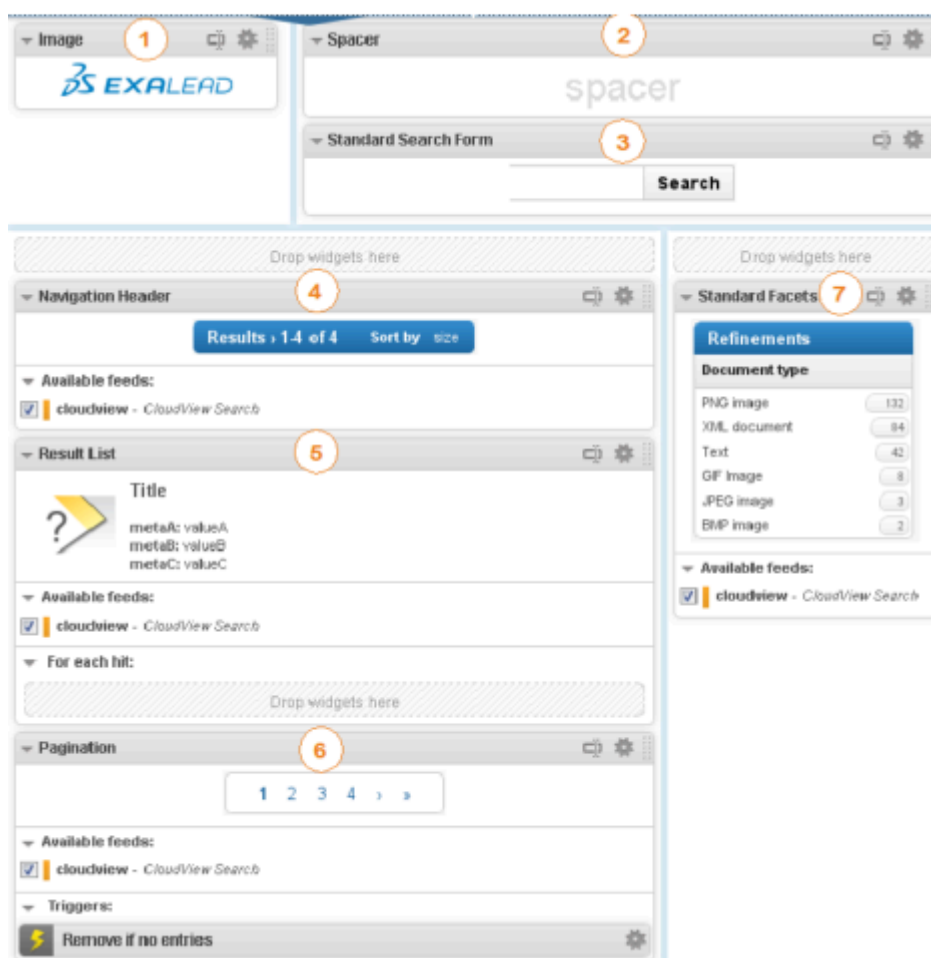 Image
1
EXALEAD
Spacer
2
spacer
Standard Search Form
3
Search
Drop widgets here
Navigation Header
4
Results › 1-4 of 4 Sort by size
Available feeds:
cloudview - CloudView Search
Result List
5
?
Title
metaA: valueA
metaB: valueB
metaC: valueC
Available feeds:
cloudview - CloudView Search
For each hit:
Drop widgets here
Pagination
6
1 2 3 4 › »
Available feeds:
cloudview - CloudView Search
Triggers:
Remove if no entries
Drop widgets here
Standard Facets
7
Refinements
Document type
PNG image 132
XML document 84
Text 42
GIF Image 8
JPEG image 3
BMP image 2
Available feeds:
cloudview - CloudView Search